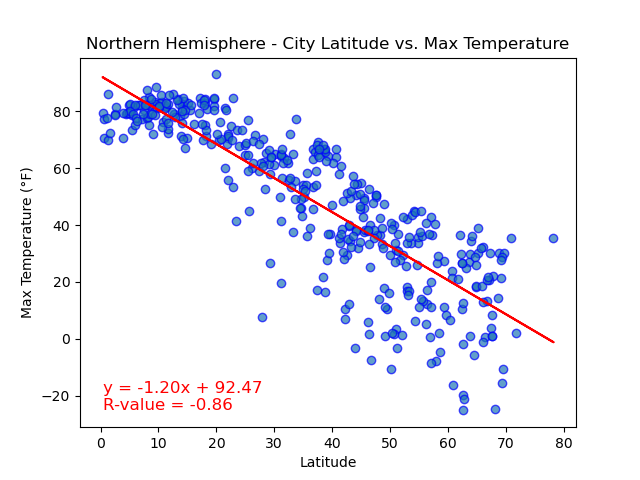 Northern Hemisphere - City Latitude vs. Max Temperature
Max Temperature (°F)
80
60
40
20
0
−20
y = -1.20x + 92.47
R-value = -0.86
0 10 20 30 40 50 60 70 80
Latitude